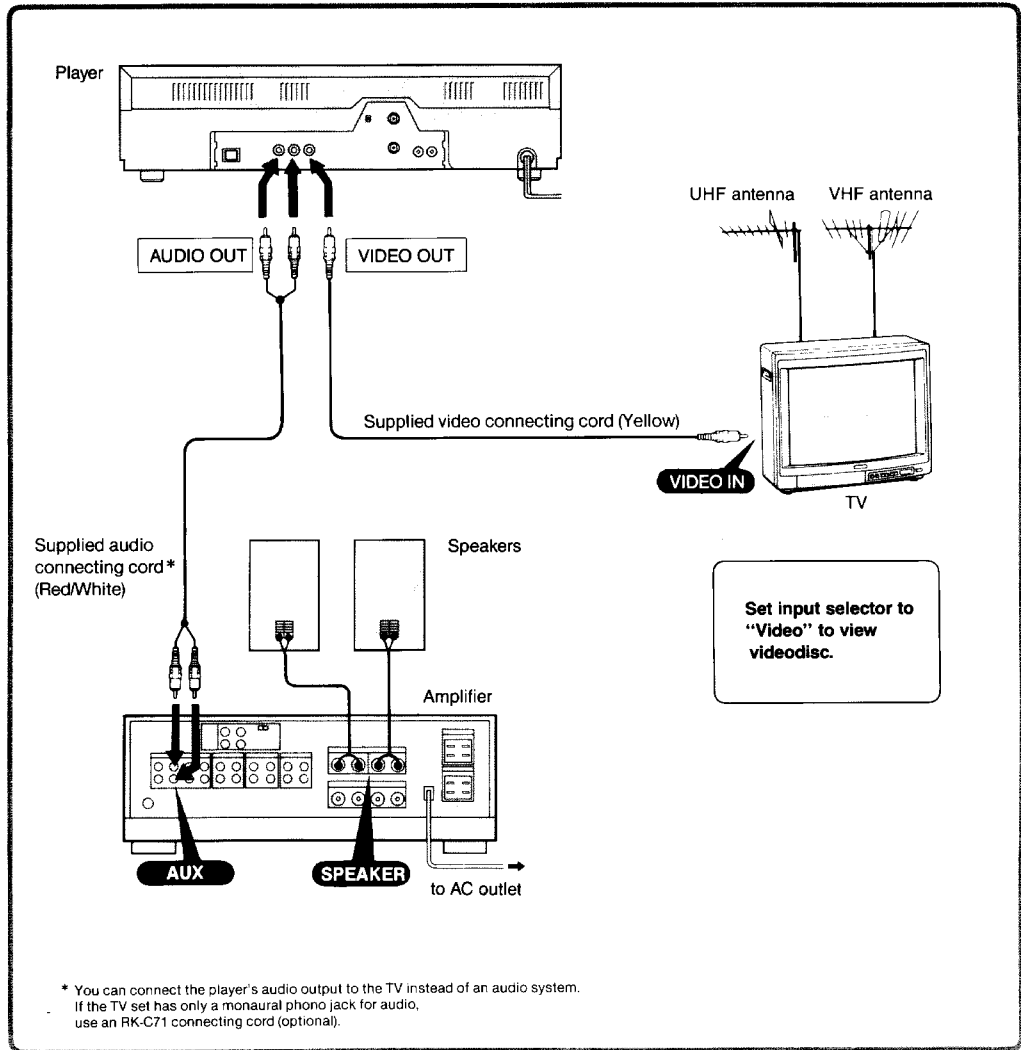 Player
AUDIO OUT
VIDEO OUT
UHF antenna
VHF antenna
Supplied video connecting cord (Yellow)
VIDEO IN
TV
Supplied audio
connecting cord*
(Red/White)
Speakers
Set input selector to
“Video” to view
videodisc.
Amplifier
AUX
SPEAKER
to AC outlet
* You can connect the player's audio output to the TV instead of an audio system.
If the TV set has only a monaural phono jack for audio,
use an RK-C71 connecting cord (optional).